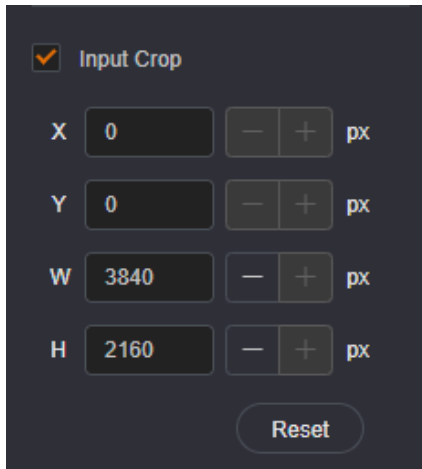 Input Crop
X 0 px
Y 0 px
W 3840 px
H 2160 px
Reset